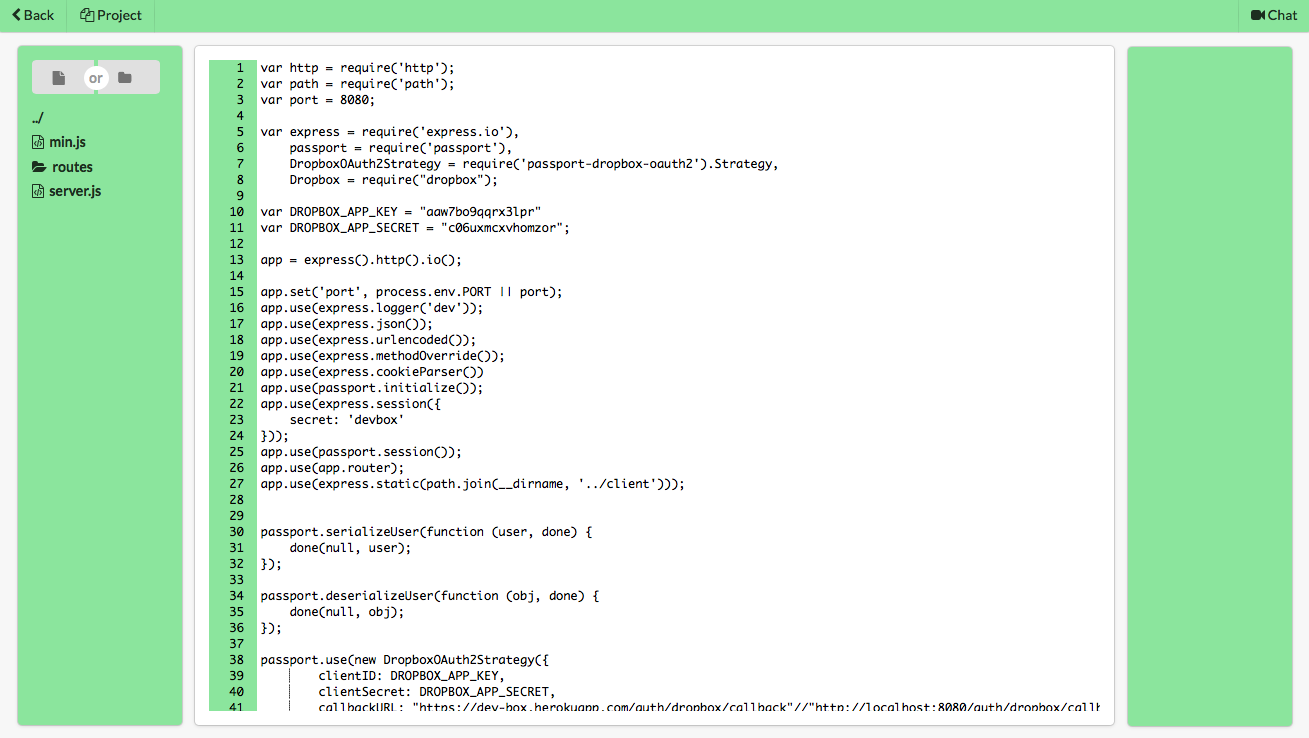 Back
Project
Chat
or
../
min.js
routes
server.js
1 var http = require('http');
2 var path = require('path');
3 var port = 8080;
4
5 var express = require('express.io'),
6     passport = require('passport'),
7     DropboxOAuth2Strategy = require('passport-dropbox-oauth2').Strategy,
8     Dropbox = require("dropbox");
9
10 var DROPBOX_APP_KEY = "aaw7bo9qqrx3lpr"
11 var DROPBOX_APP_SECRET = "c06uxmcxvhomzor";
12
13 app = express().http().io();
14
15 app.set('port', process.env.PORT || port);
16 app.use(express.logger('dev'));
17 app.use(express.json());
18 app.use(express.urlencoded());
19 app.use(express.methodOverride());
20 app.use(express.cookieParser())
21 app.use(passport.initialize());
22 app.use(express.session({
23     secret: 'devbox'
24 }));
25 app.use(passport.session());
26 app.use(app.router);
27 app.use(express.static(path.join(__dirname, '../client')));
28
29
30 passport.serializeUser(function (user, done) {
31     done(null, user);
32 });
33
34 passport.deserializeUser(function (obj, done) {
35     done(null, obj);
36 });
37
38 passport.use(new DropboxOAuth2Strategy({
39         clientID: DROPBOX_APP_KEY,
40         clientSecret: DROPBOX_APP_SECRET,
41         callbackURL: "https://dev-box.herokuapp.com/auth/dropbox/callback"//"http://localhost:8080/auth/dropbox/call